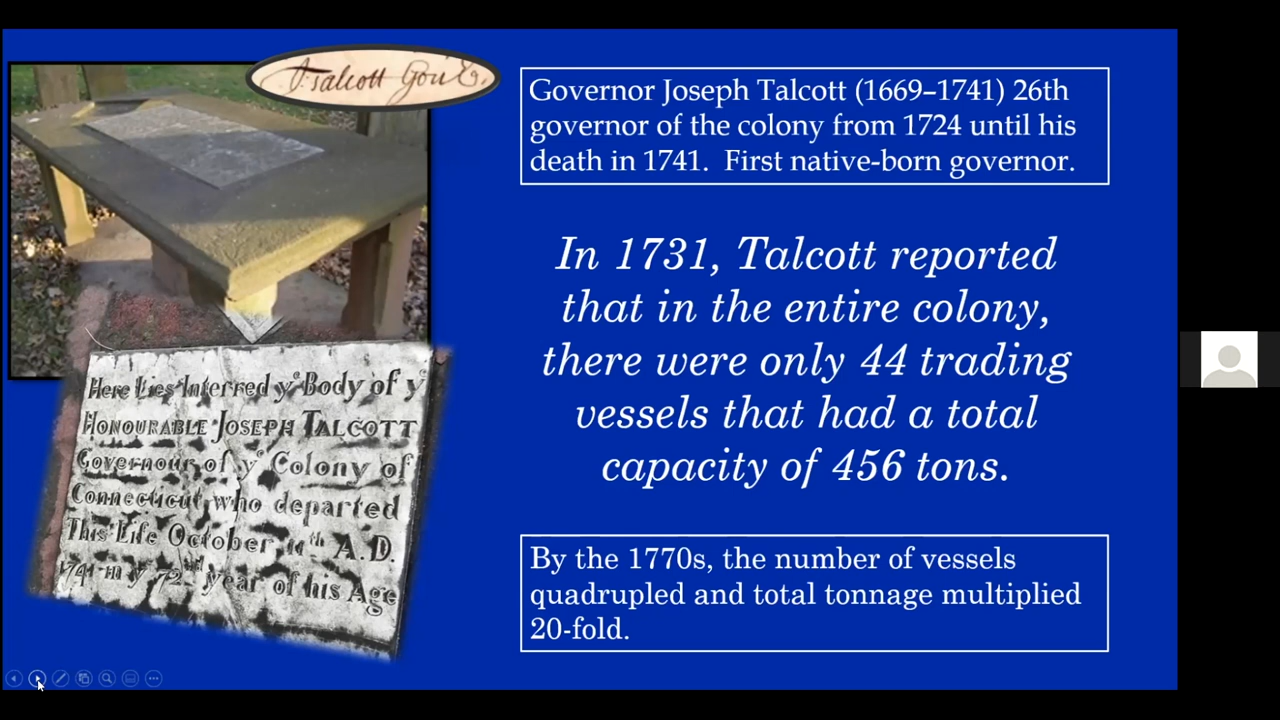 J Talcott Gov^r.
Governor Joseph Talcott (1669–1741) 26th
governor of the colony from 1724 until his
death in 1741.  First native-born governor.
In 1731, Talcott reported
that in the entire colony,
there were only 44 trading
vessels that had a total
capacity of 456 tons.
By the 1770s, the number of vessels
quadrupled and total tonnage multiplied
20-fold.
Here Lies Interred yᵉ Body of yᵉ
HONOURABLE JOSEPH TALCOTT
Governour of yᵉ Colony of
Connecticut who departed
This Life October 11ᵗʰ A.D.
year of his Age